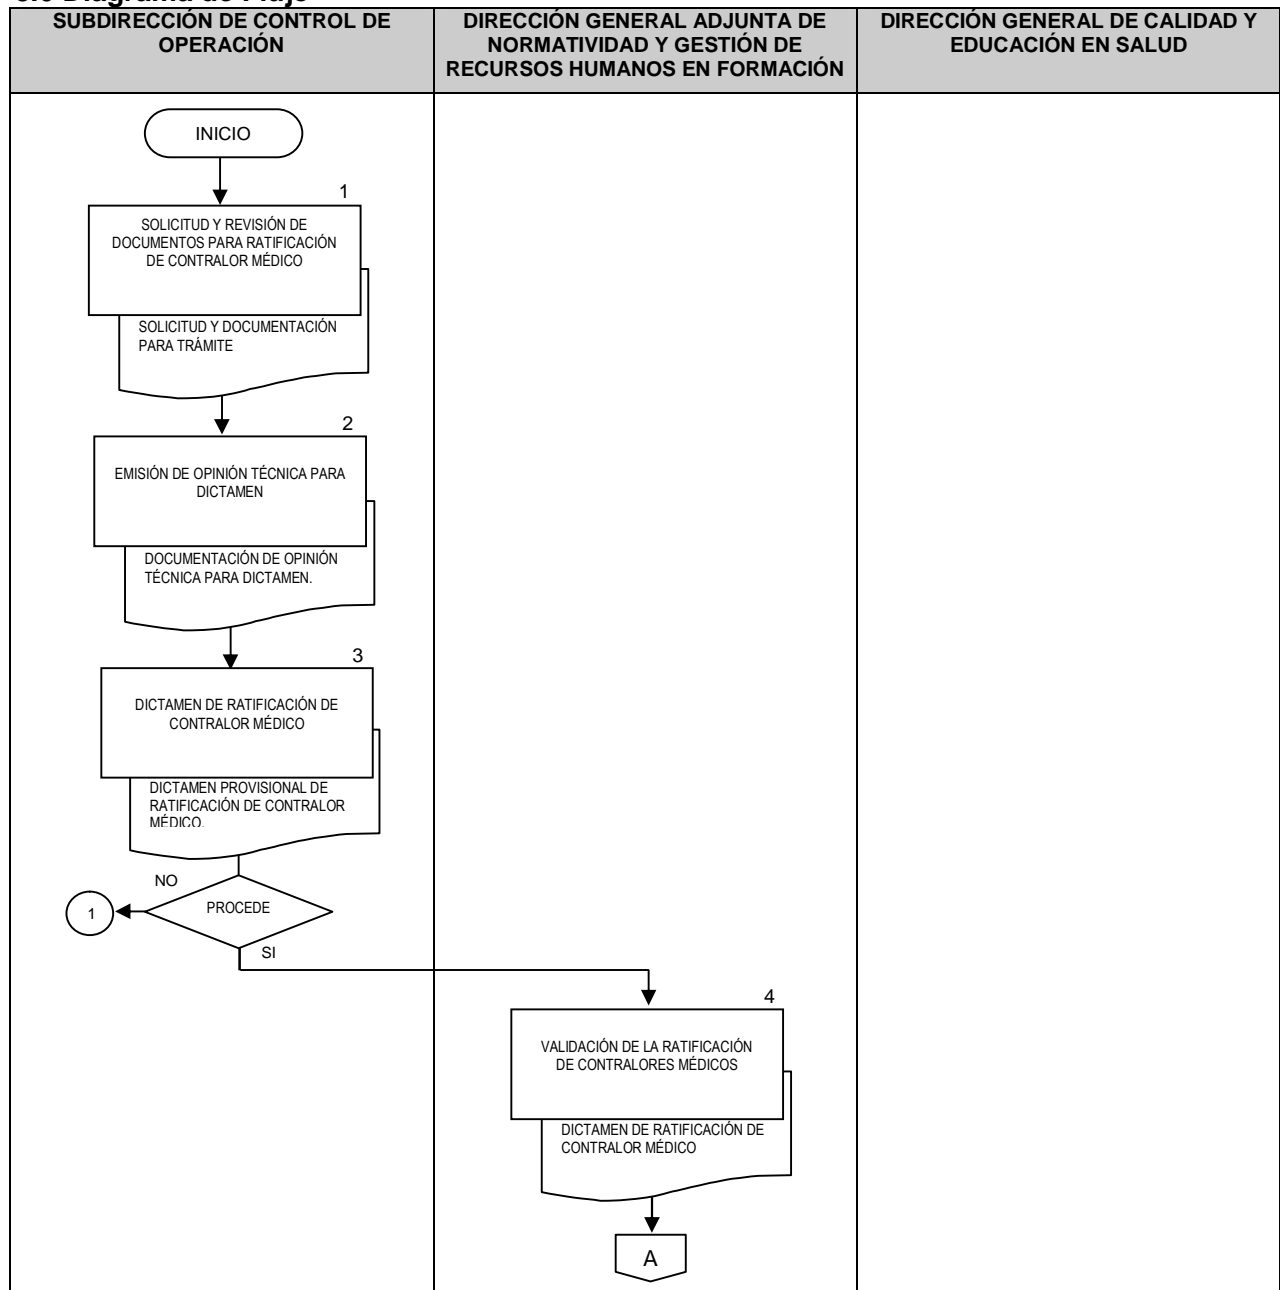 SUBDIRECCIÓN DE CONTROL DE
OPERACIÓN
DIRECCIÓN GENERAL ADJUNTA DE
NORMATIVIDAD Y GESTIÓN DE
RECURSOS HUMANOS EN FORMACIÓN
DIRECCIÓN GENERAL DE CALIDAD Y
EDUCACIÓN EN SALUD
INICIO
1
SOLICITUD Y REVISIÓN DE
DOCUMENTOS PARA RATIFICACIÓN
DE CONTRALOR MÉDICO
SOLICITUD Y DOCUMENTACIÓN
PARA TRÁMITE
2
EMISIÓN DE OPINIÓN TÉCNICA PARA
DICTAMEN
DOCUMENTACIÓN DE OPINIÓN
TÉCNICA PARA DICTAMEN.
3
DICTAMEN DE RATIFICACIÓN DE
CONTRALOR MÉDICO
DICTAMEN PROVISIONAL DE
RATIFICACIÓN DE CONTRALOR
MÉDICO.
NO
1
PROCEDE
SI
4
VALIDACIÓN DE LA RATIFICACIÓN
DE CONTRALORES MÉDICOS
DICTAMEN DE RATIFICACIÓN DE
CONTRALOR MÉDICO
A